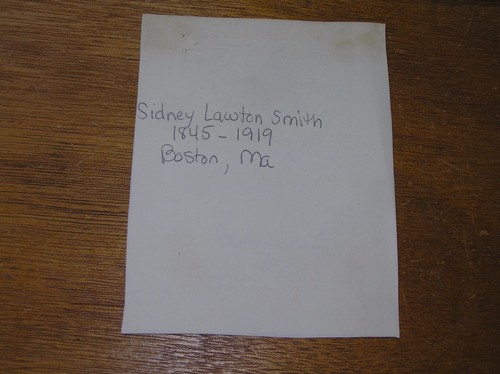 Sidney Lawton Smith
1845 - 1919
Boston, Ma